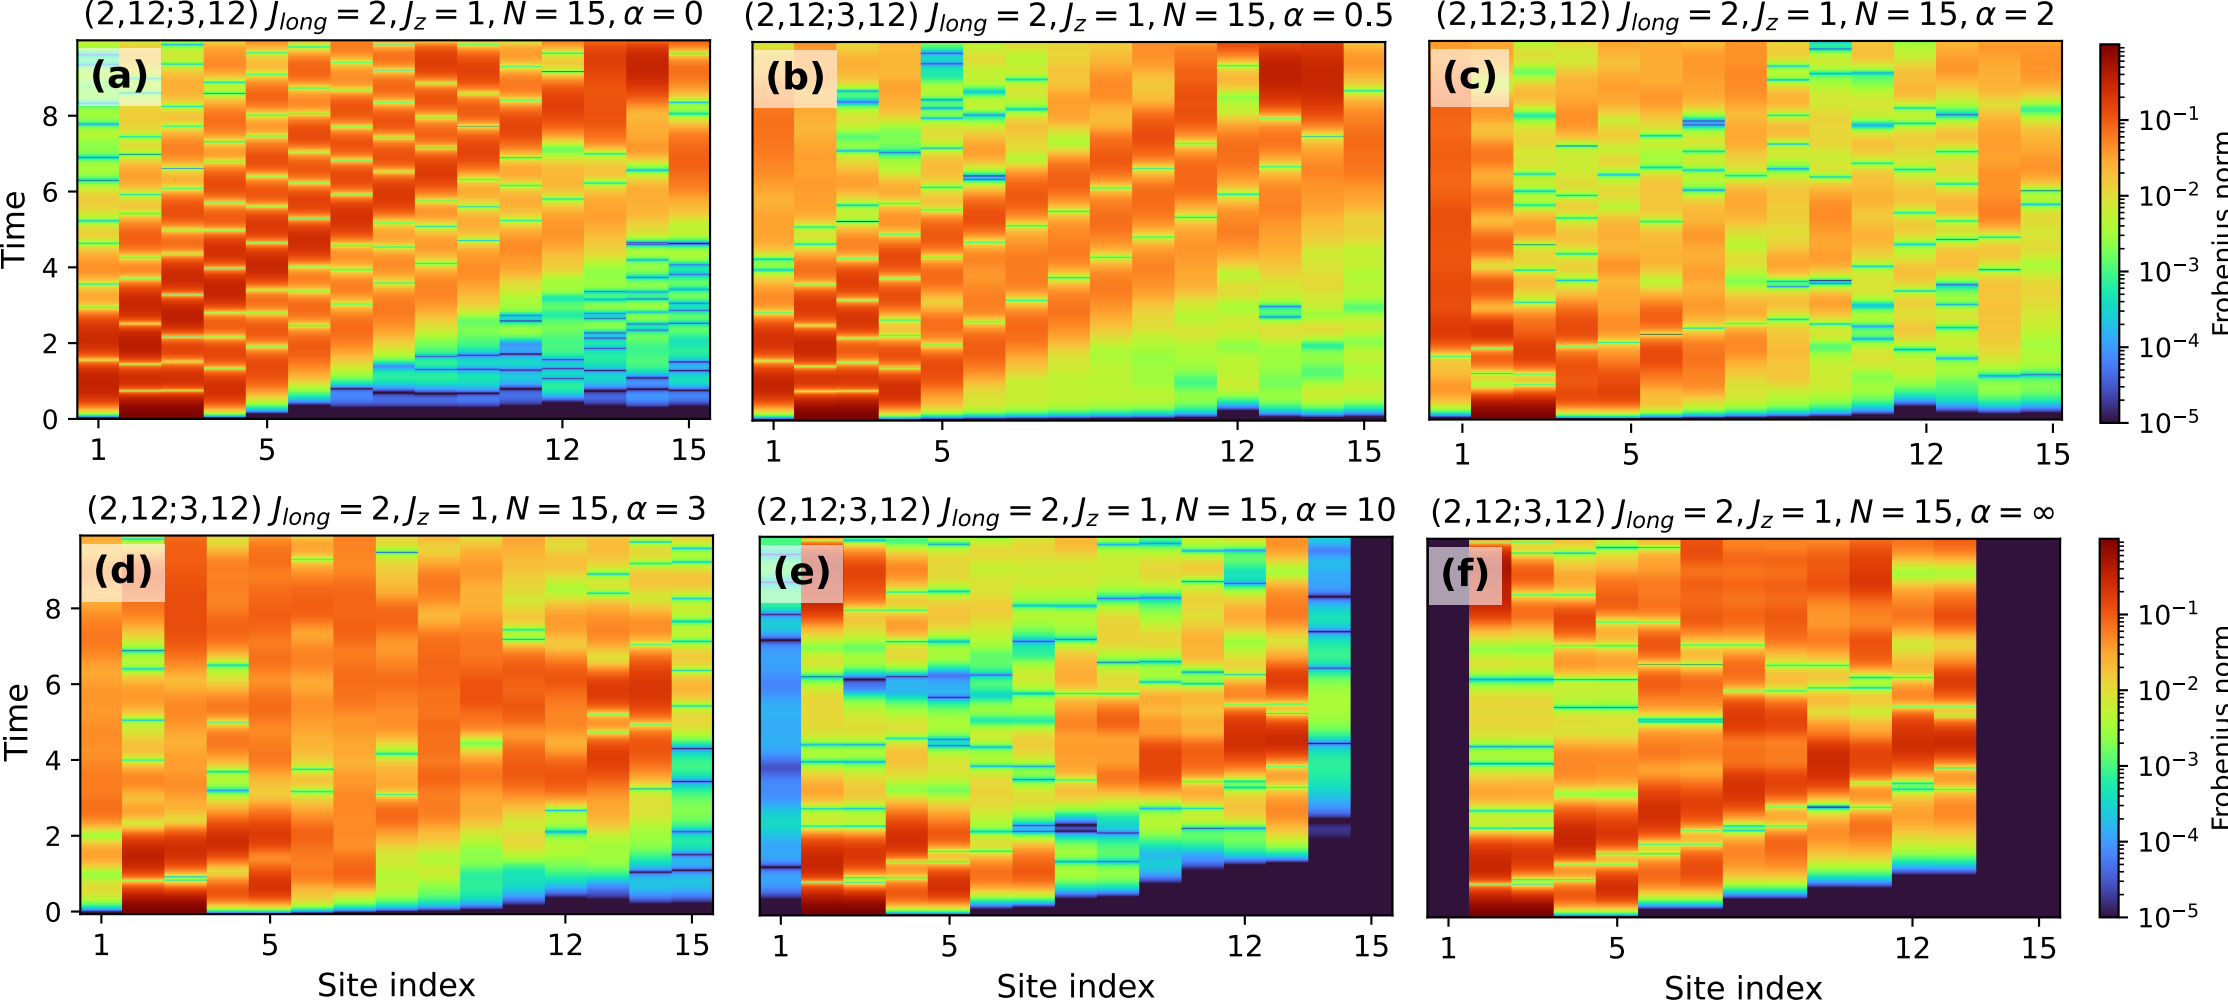 (2,12;3,12) J_long = 2, J_z = 1, N = 15, α = 0
(2,12;3,12) J_long = 2, J_z = 1, N = 15, α = 0.5
(2,12;3,12) J_long = 2, J_z = 1, N = 15, α = 2
(a)
(b)
(c)
Time
8
6
4
2
0
1 5 12 15
1 5 12 15
1 5 12 15
10⁻¹
10⁻²
10⁻³
10⁻⁴
10⁻⁵
Frobenius norm
(2,12;3,12) J_long = 2, J_z = 1, N = 15, α = 3
(2,12;3,12) J_long = 2, J_z = 1, N = 15, α = 10
(2,12;3,12) J_long = 2, J_z = 1, N = 15, α = ∞
(d)
(e)
(f)
Time
8
6
4
2
0
1 5 12 15
1 5 12 15
1 5 12 15
Site index
Site index
Site index
10⁻¹
10⁻²
10⁻³
10⁻⁴
10⁻⁵
Frobenius norm